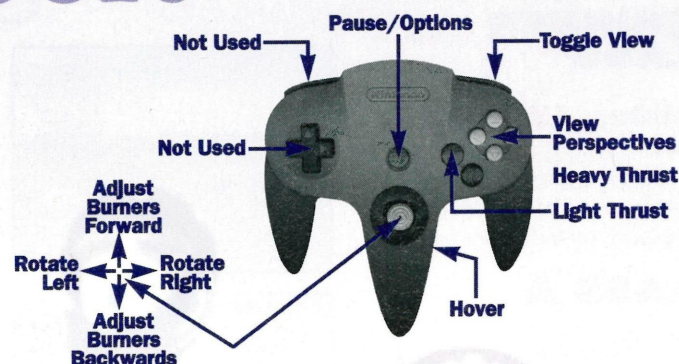 Pause/Options
Not Used
Toggle View
Not Used
View
Perspectives
Heavy Thrust
Light Thrust
Adjust
Burners
Forward
Rotate
Left
Rotate
Right
Adjust
Burners
Backwards
Hover
Nintendo